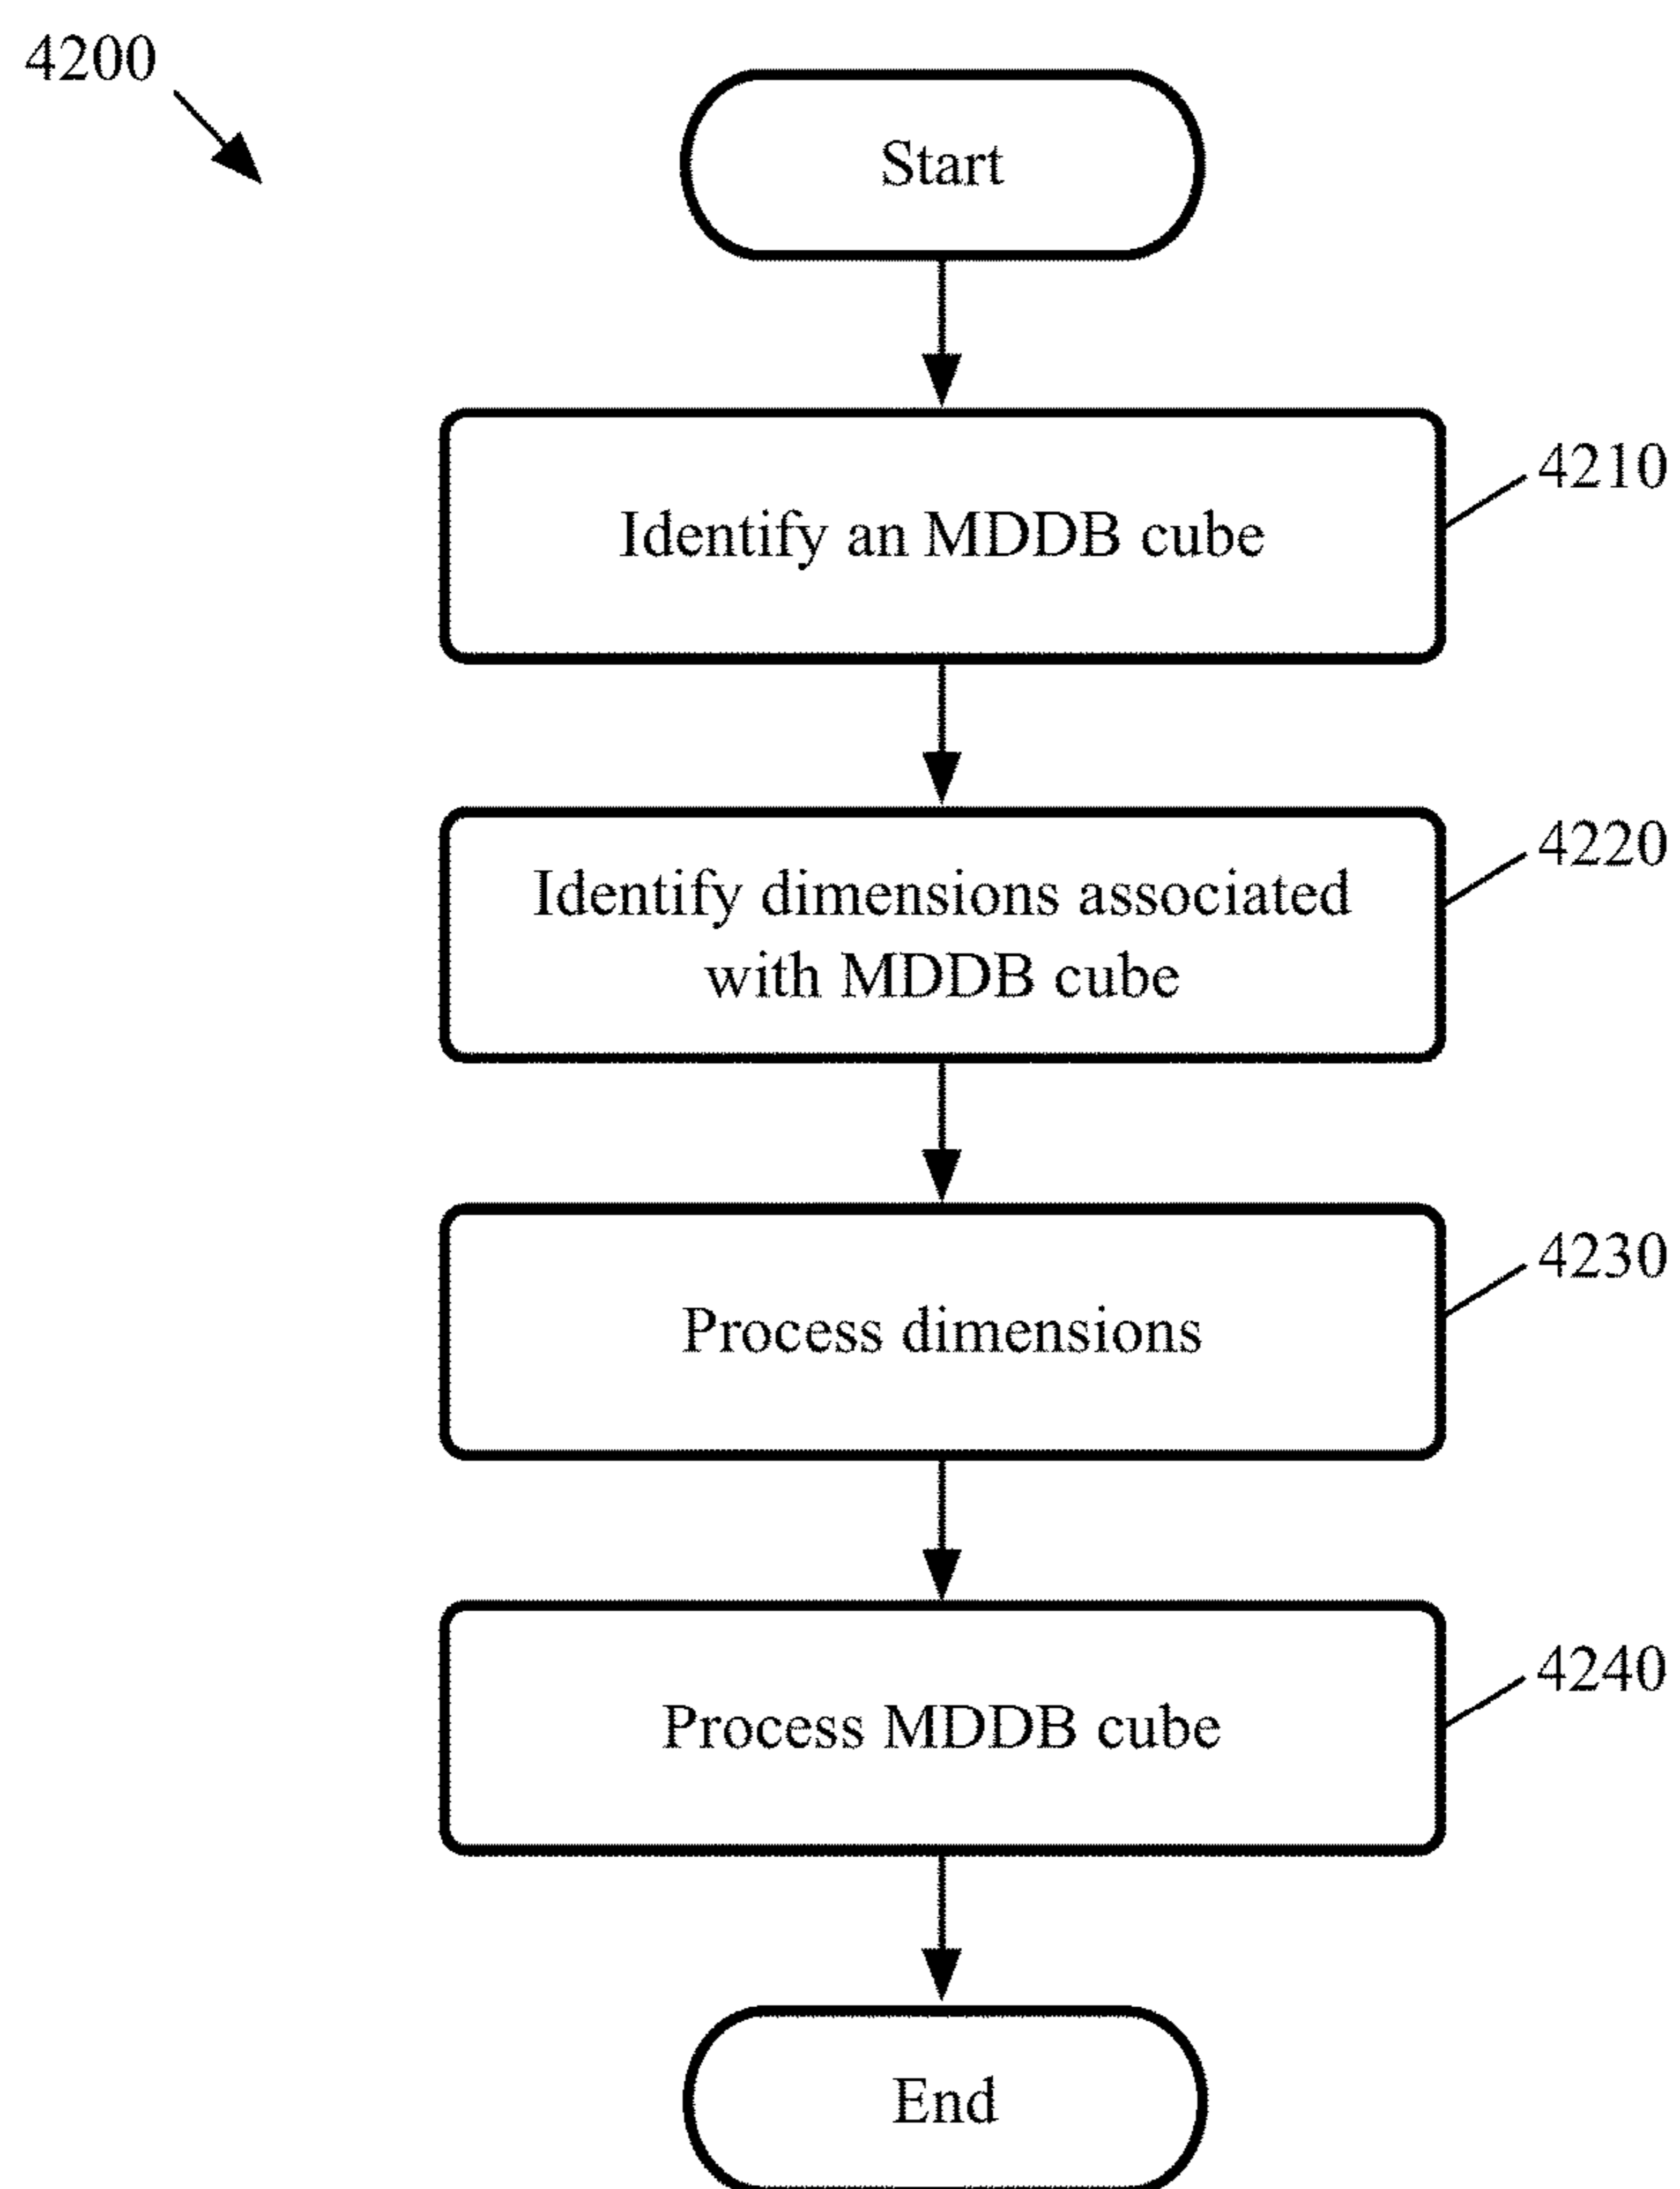 4200
Start
Identify an MDDB cube
4210
Identify dimensions associated
with MDDB cube
4220
Process dimensions
4230
Process MDDB cube
4240
End